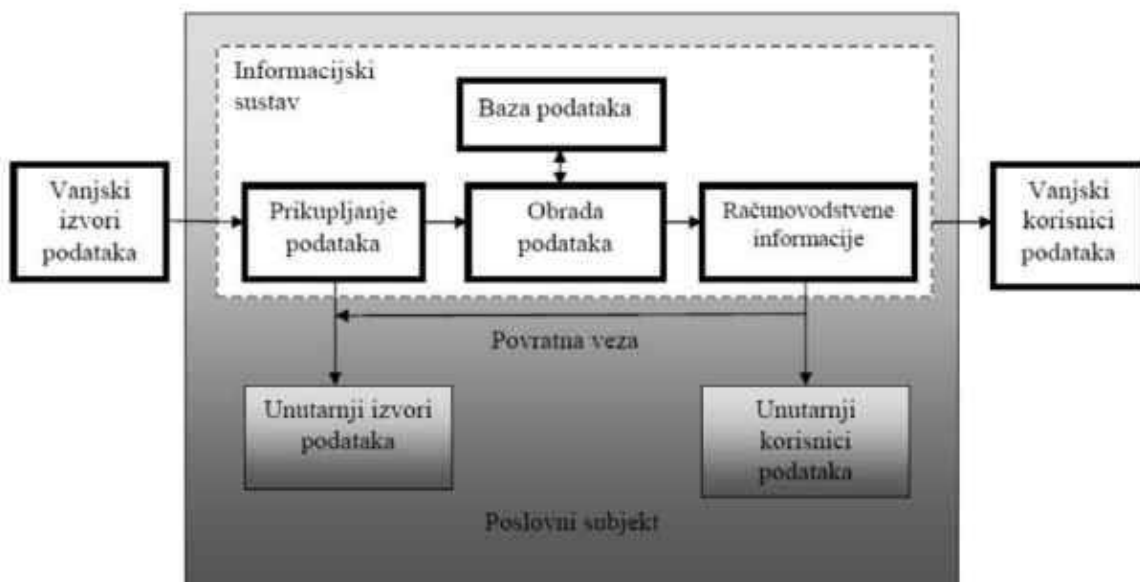 Informacijski
sustav
Baza podataka
Vanjski
izvori
podataka
Prikupljanje
podataka
Obrada
podataka
Računovodstvene
informacije
Vanjski
korisnici
podataka
Povratna veza
Unutarnji izvori
podataka
Unutarnji
korisnici
podataka
Poslovni subjekt